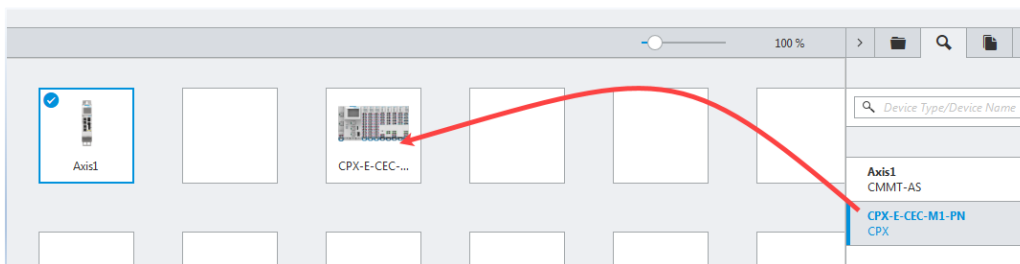 100 %
Device Type/Device Name
Axis1
CPX-E-CEC-...
Axis1
CMMT-AS
CPX-E-CEC-M1-PN
CPX